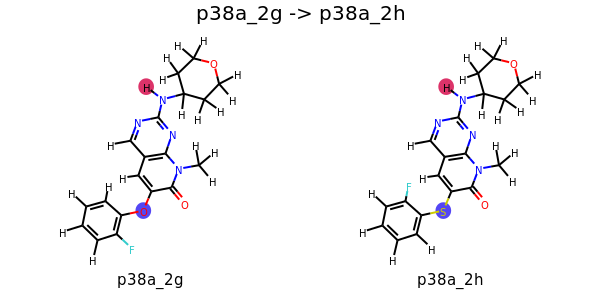 p38a_2g -> p38a_2h
H H H O H H H H H H H N N N N N H H H H H O O F H H H H
H H H O H H H H H H H N N N N N H H H H H O S F H H H H
p38a_2g p38a_2h